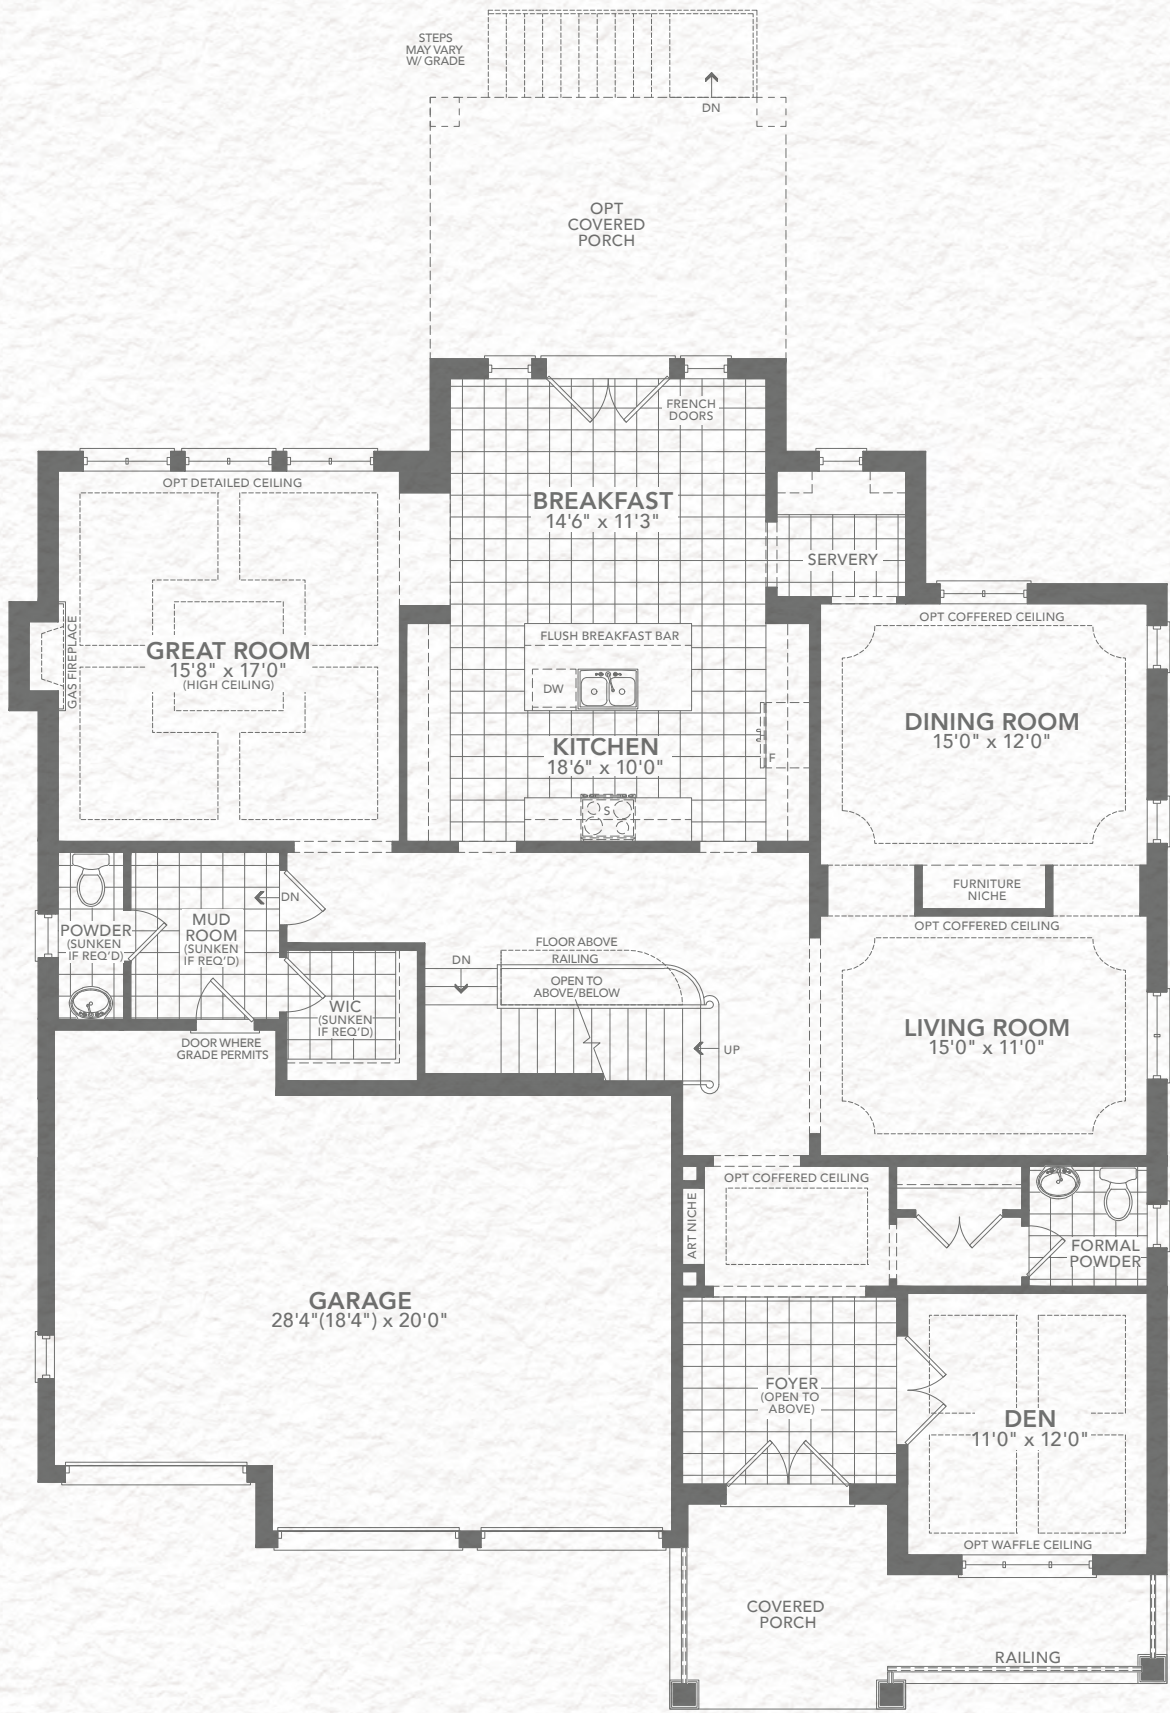 STEPS
MAY VARY
W/ GRADE
DN
OPT
COVERED
PORCH
FRENCH
DOORS
OPT DETAILED CEILING
BREAKFAST
14'6" x 11'3"
SERVERY
GREAT ROOM
15'8" x 17'0"
(HIGH CEILING)
GAS FIREPLACE
FLUSH BREAKFAST BAR
DW
KITCHEN
18'6" x 10'0"
F
S
OPT COFFERED CEILING
DINING ROOM
15'0" x 12'0"
FURNITURE
NICHE
OPT COFFERED CEILING
LIVING ROOM
15'0" x 11'0"
POWDER
(SUNKEN
IF REQ'D)
MUD
ROOM
(SUNKEN
IF REQ'D)
DN
WIC
(SUNKEN
IF REQ'D)
DOOR WHERE
GRADE PERMITS
DN
FLOOR ABOVE
RAILING
OPEN TO
ABOVE/BELOW
UP
OPT COFFERED CEILING
ART NICHE
FORMAL
POWDER
GARAGE
28'4"(18'4") x 20'0"
FOYER
(OPEN TO
ABOVE)
DEN
11'0" x 12'0"
OPT WAFFLE CEILING
COVERED
PORCH
RAILING